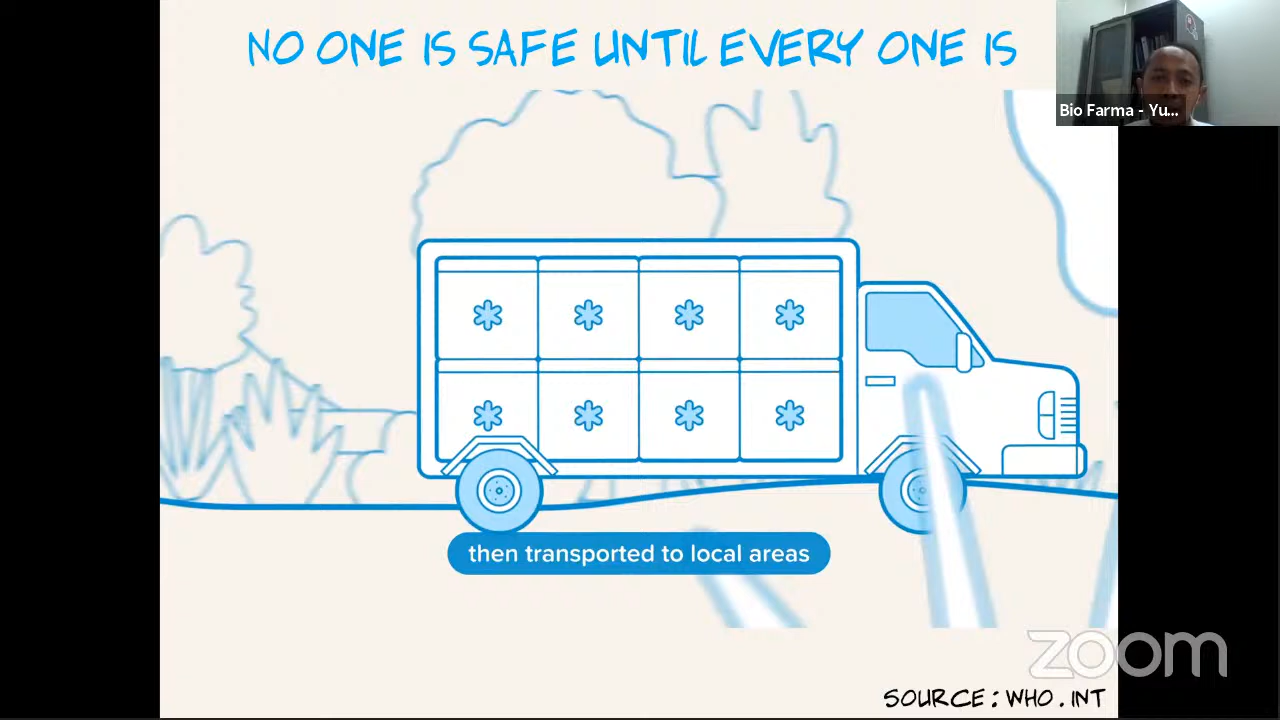 NO ONE IS SAFE UNTIL EVERY ONE IS
Bio Farma - Yu...
then transported to local areas
zoom
SOURCE: WHO.INT